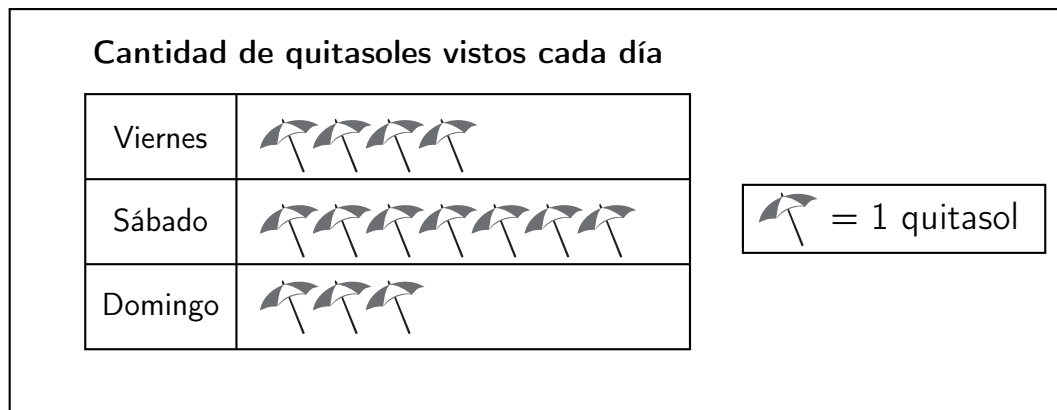 Cantidad de quitasoles vistos cada día
Viernes
Sábado
= 1 quitasol
Domingo